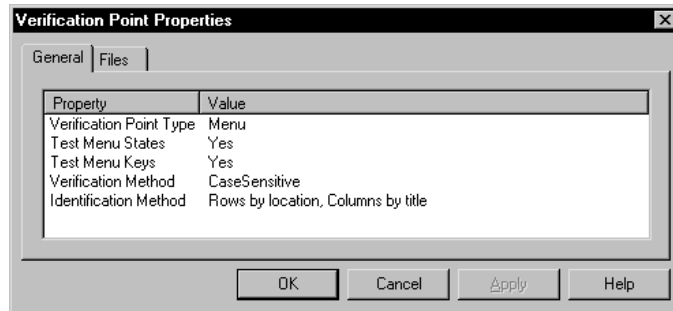 Verification Point Properties
General Files
Property Value
Verification Point Type Menu
Test Menu States Yes
Test Menu Keys Yes
Verification Method CaseSensitive
Identification Method Rows by location, Columns by title
OK Cancel Apply Help